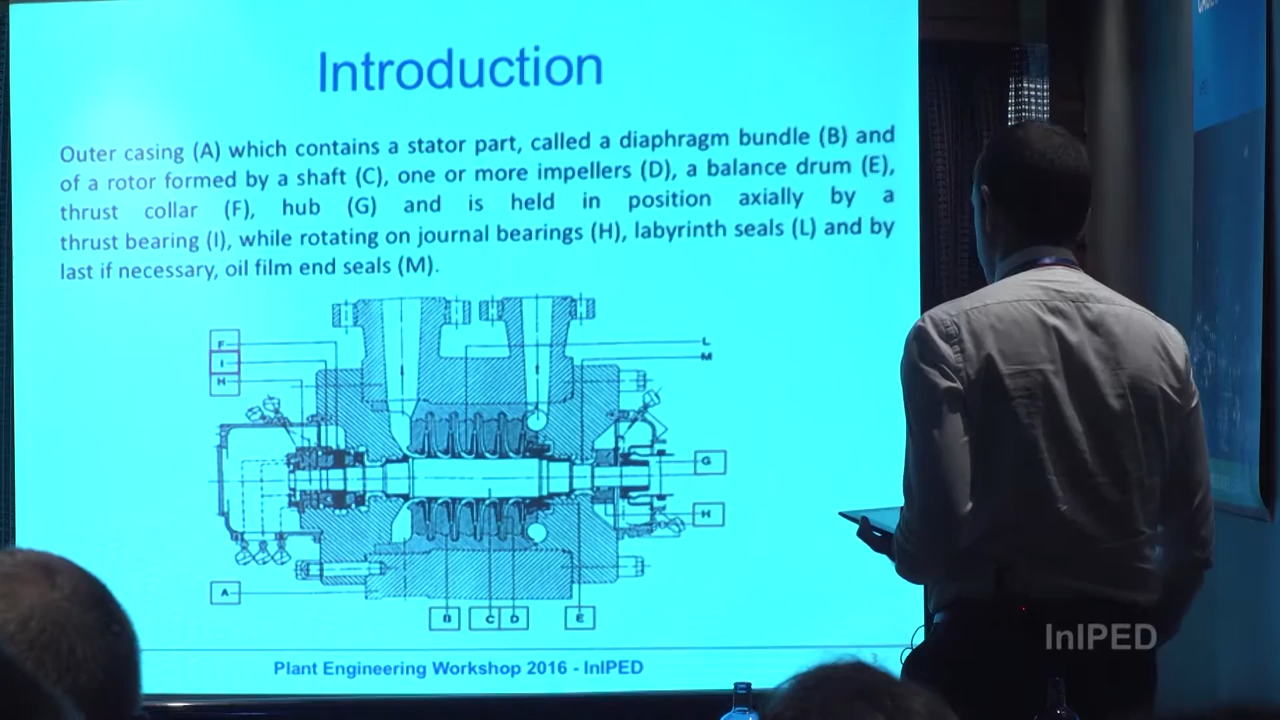 Introduction
Outer casing (A) which contains a stator part, called a diaphragm bundle (B) and
of a rotor formed by a shaft (C), one or more impellers (D), a balance drum (E),
thrust collar (F), hub (G) and is held in position axially by a
thrust bearing (I), while rotating on journal bearings (H), labyrinth seals (L) and by
last if necessary, oil film end seals (M).
F
I
H
L
M
G
H
A
B
C
D
E
Plant Engineering Workshop 2016 - InIPED
3
InIPED